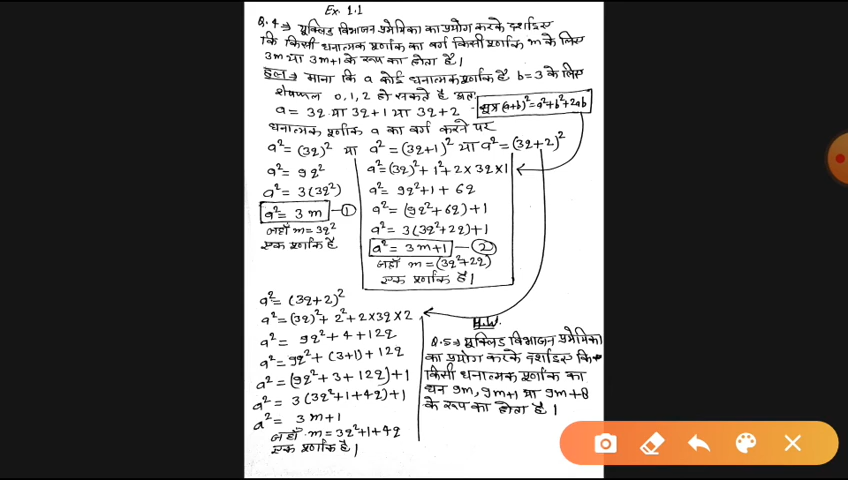 Ex. 1.1
Q.4→ यूक्लिड विभाजन प्रमेयिका का प्रयोग करके दर्शाइए
कि किसी धनात्मक पूर्णांक का वर्ग किसी पूर्णांक m के लिए
3m या 3m+1 के रूप का होता है।
हल→ माना कि a कोई धनात्मक पूर्णांक है b=3 के लिए
शेषफल 0,1,2 हो सकते है अतः
a = 3q या 3q+1 या 3q+2
सूत्र (a+b)²=a²+b²+2ab
धनात्मक पूर्णांक a का वर्ग करने पर
a²= (3q)² या a²=(3q+1)² या a²=(3q+2)²
a²= 9q²
a²= 3(3q²)
a²= 3m —①
जहाँ m=3q²
एक पूर्णांक है
a²=(3q)²+1²+2×3q×1
a²= 9q²+1+6q
a²= (9q²+6q)+1
a²= 3(3q²+2q)+1
a²= 3m+1 —②
जहाँ m=(3q²+2q)
एक पूर्णांक है।
a²= (3q+2)²
a²=(3q)²+2²+2×3q×2
a²= 9q²+4+12q
a²=9q²+(3+1)+12q
a²=(9q²+3+12q)+1
a²= 3(3q²+1+4q)+1
a²= 3m+1
जहाँ m=3q²+1+4q
एक पूर्णांक है।
H.W.
Q.5→ यूक्लिड विभाजन प्रमेयिका
का प्रयोग करके दर्शाइए कि
किसी धनात्मक पूर्णांक का
घन 9m, 9m+1 या 9m+8
के रूप का होता है।